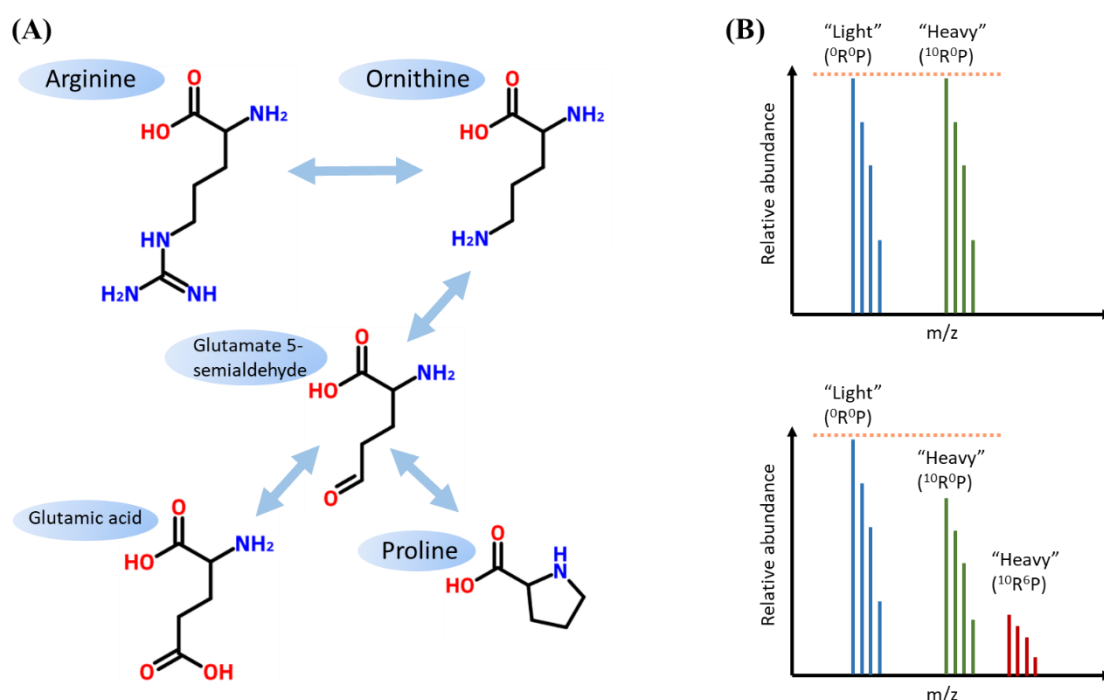 (A)
Arginine
O
HO
NH₂
HN
H₂N
NH
Ornithine
O
HO
NH₂
H₂N
Glutamate 5-
semialdehyde
O
HO
NH₂
O
Glutamic acid
O
HO
NH₂
O
OH
Proline
O
HO
H
N
(B)
“Light”
(⁰R⁰P)
“Heavy”
(¹⁰R⁰P)
Relative abundance
m/z
“Light”
(⁰R⁰P)
“Heavy”
(¹⁰R⁰P)
“Heavy”
(¹⁰R⁶P)
Relative abundance
m/z